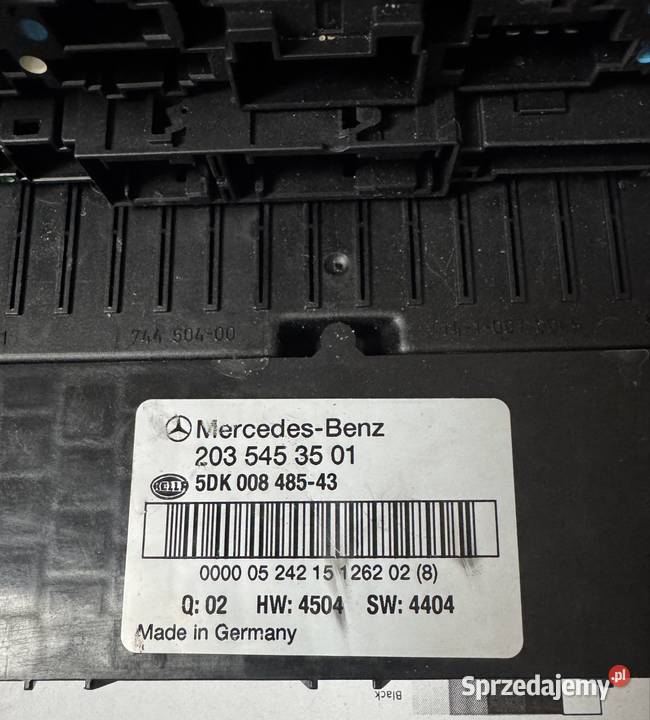 744 604-00
Mercedes-Benz
203 545 35 01
HELLA 5DK 008 485-43
0000 05 242 15 1262 02 (8)
Q: 02 HW: 4504 SW: 4404
Made in Germany
Black
Sprzedajemy.pl